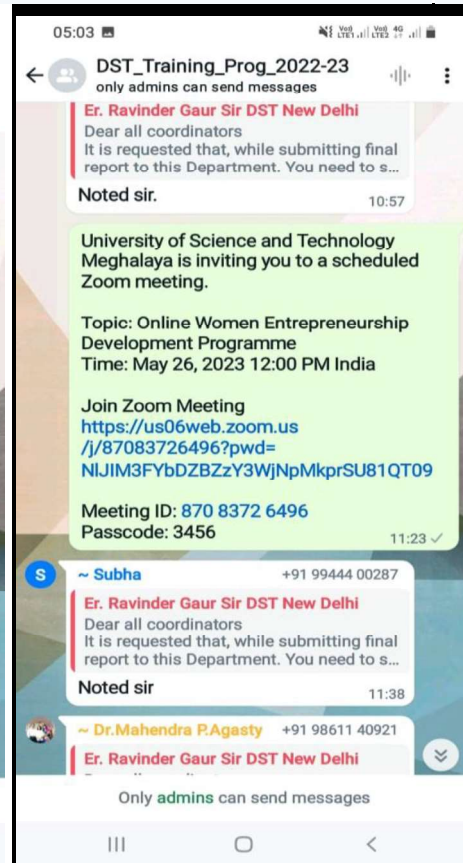 05:03
Vo)) LTE1 Vo)) LTE2 4G
DST_Training_Prog_2022-23
only admins can send messages
Er. Ravinder Gaur Sir DST New Delhi
Dear all coordinators
It is requested that, while submitting final
report to this Department. You need to s...
Noted sir.
10:57
University of Science and Technology
Meghalaya is inviting you to a scheduled
Zoom meeting.
Topic: Online Women Entrepreneurship
Development Programme
Time: May 26, 2023 12:00 PM India
Join Zoom Meeting
https://us06web.zoom.us
/j/87083726496?pwd=
NlJIM3FYbDZBZzY3WjNpMkprSU81QT09
Meeting ID: 870 8372 6496
Passcode: 3456
11:23
S
~ Subha +91 99444 00287
Er. Ravinder Gaur Sir DST New Delhi
Dear all coordinators
It is requested that, while submitting final
report to this Department. You need to s...
Noted sir
11:38
~ Dr.Mahendra P.Agasty +91 98611 40921
Er. Ravinder Gaur Sir DST New Delhi
Only admins can send messages